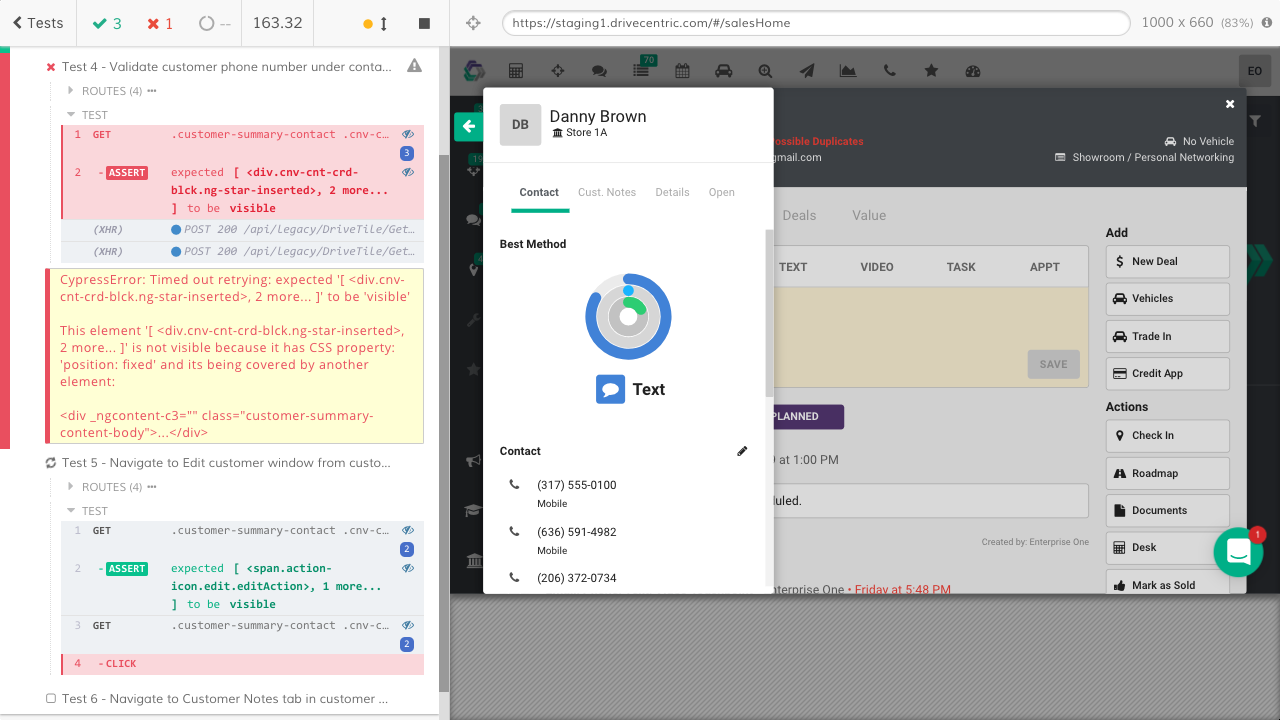 Tests
3
1
--
163.32
https://staging1.drivecentric.com/#/salesHome
1000 x 660 (83%)
Test 4 - Validate customer phone number under conta...
ROUTES (4)
TEST
1 GET .customer-summary-contact .cnv-c...
3
2 -ASSERT expected [ <div.cnv-cnt-crd-
blck.ng-star-inserted>, 2 more...
] to be visible
(XHR) POST 200 /api/legacy/DriveTile/Get...
(XHR) POST 200 /api/legacy/DriveTile/Get...
CypressError: Timed out retrying: expected '[ <div.cnv-
cnt-crd-blck.ng-star-inserted>, 2 more... ]' to be 'visible'
This element '[ <div.cnv-cnt-crd-blck.ng-star-inserted>,
2 more... ]' is not visible because it has CSS property:
'position: fixed' and its being covered by another
element:
<div _ngcontent-c3="" class="customer-summary-
content-body">...</div>
Test 5 - Navigate to Edit customer window from custo...
ROUTES (4)
TEST
1 GET .customer-summary-contact .cnv-c...
2
2 -ASSERT expected [ <span.action-
icon.edit.editAction>, 1 more...
] to be visible
3 GET .customer-summary-contact .cnv-c...
2
4 -CLICK
Test 6 - Navigate to Customer Notes tab in customer ...
70
EO
DB
Danny Brown
Store 1A
Contact Cust. Notes Details Open
Best Method
Text
Contact
(317) 555-0100
Mobile
(636) 591-4982
Mobile
(206) 372-0734
ossible Duplicates
gmail.com
No Vehicle
Showroom / Personal Networking
Deals Value
TEXT VIDEO TASK APPT
SAVE
PLANNED
at 1:00 PM
uled.
Created by: Enterprise One
nterprise One • Friday at 5:48 PM
Add
New Deal
Vehicles
Trade In
Credit App
Actions
Check In
Roadmap
Documents
Desk
Mark as Sold
1